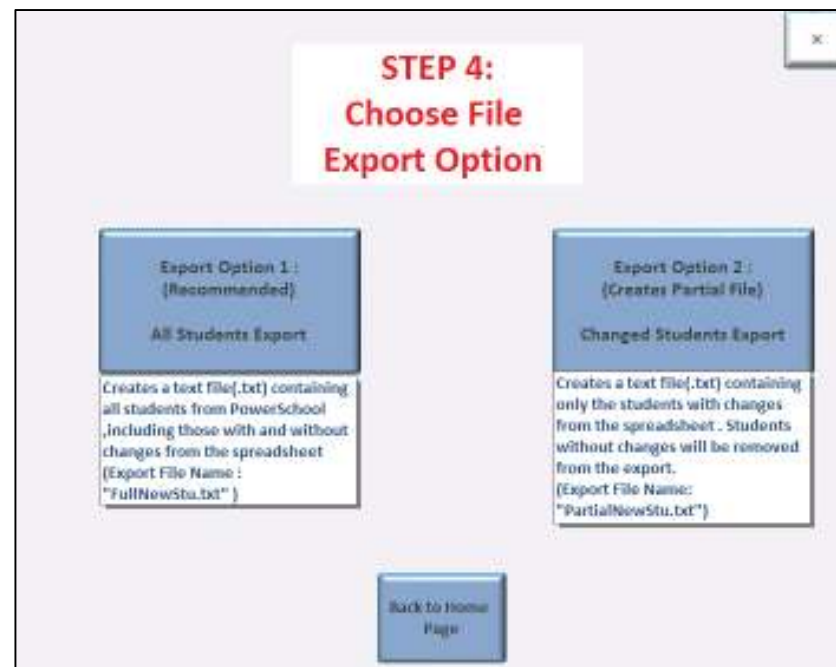 ×
STEP 4:
Choose File
Export Option
Export Option 1 :
(Recommended)
All Students Export
Creates a text file(.txt) containing
all students from PowerSchool
,including those with and without
changes from the spreadsheet
(Export File Name :
"FullNewStu.txt" )
Export Option 2 :
(Creates Partial File)
Changed Students Export
Creates a text file(.txt) containing
only the students with changes
from the spreadsheet . Students
without changes will be removed
from the export.
(Export File Name:
"PartialNewStu.txt")
Back to Home
Page